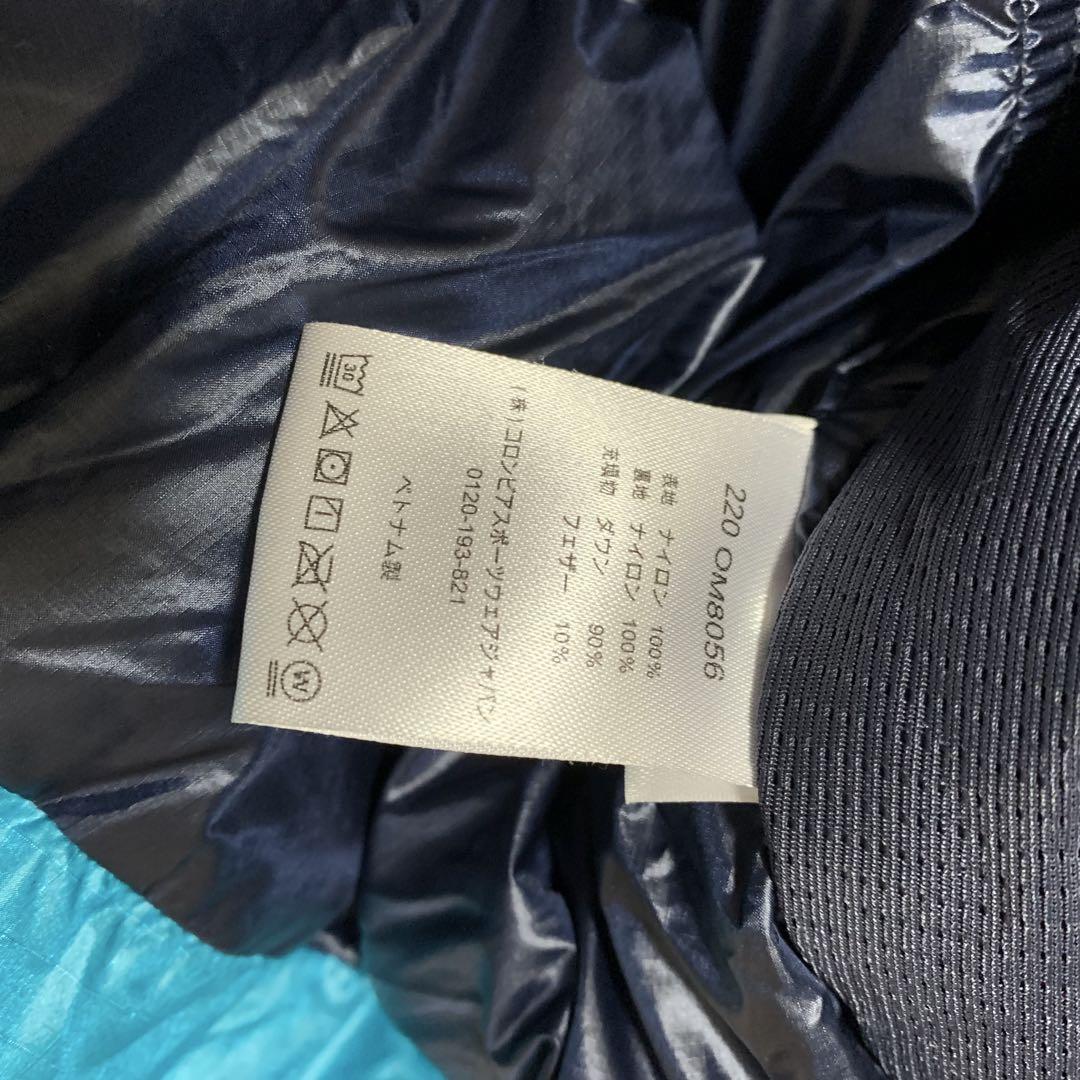 220 OM8056
表地 ナイロン 100%
裏地 ナイロン 100%
充填物 ダウン 90%
フェザー 10%
(株)コロンビアスポーツウェアジャパン
0120-193-821
ベトナム製
30
W